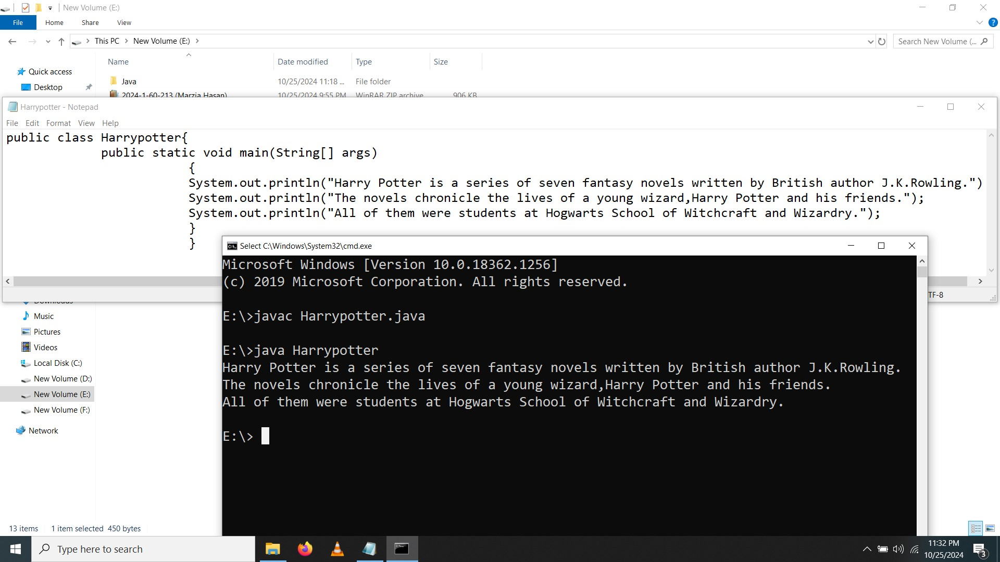 New Volume (E:)
File Home Share View
This PC New Volume (E:) Search New Volume (...
Name Date modified Type Size
Quick access
Java 10/25/2024 11:18 ... File folder
Desktop
2024-1-60-213 (Marzia Hasan) 10/25/2024 9:55 PM WinRAR ZIP archive 906 KB
Harrypotter - Notepad
File Edit Format View Help
public class Harrypotter{
public static void main(String[] args)
{
System.out.println("Harry Potter is a series of seven fantasy novels written by British author J.K.Rowling.")
System.out.println("The novels chronicle the lives of a young wizard,Harry Potter and his friends.");
System.out.println("All of them were students at Hogwarts School of Witchcraft and Wizardry.");
}
}
TF-8
Select C:\Windows\System32\cmd.exe
Microsoft Windows [Version 10.0.18362.1256]
(c) 2019 Microsoft Corporation. All rights reserved.
E:\>javac Harrypotter.java
E:\>java Harrypotter
Harry Potter is a series of seven fantasy novels written by British author J.K.Rowling.
The novels chronicle the lives of a young wizard,Harry Potter and his friends.
All of them were students at Hogwarts School of Witchcraft and Wizardry.
E:\>
Downloads
Music
Pictures
Videos
Local Disk (C:)
New Volume (D:)
New Volume (E:)
New Volume (F:)
Network
13 items 1 item selected 450 bytes
Type here to search
11:32 PM
10/25/2024
3